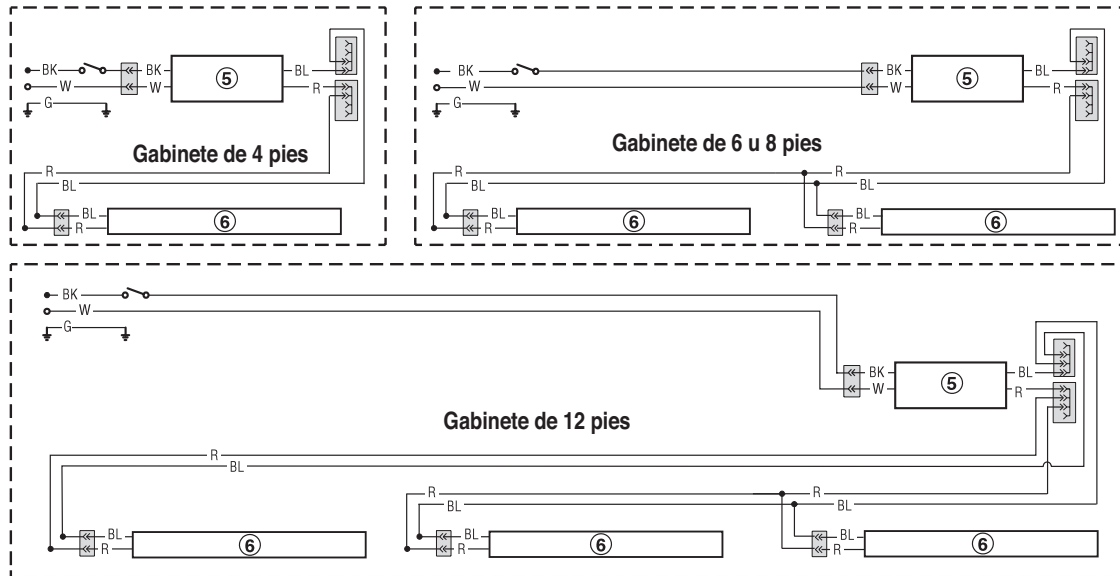 BK BK BL
W W R
G
5
Gabinete de 4 pies
R
BL
BL
R
6
BK BK BL
W W R
G
5
Gabinete de 6 u 8 pies
R R
BL BL
BL BL
R R
6 6
BK
W
G
BK BL
W R
5
Gabinete de 12 pies
R
BL
R R
BL BL
BL BL BL
R R R
6 6 6